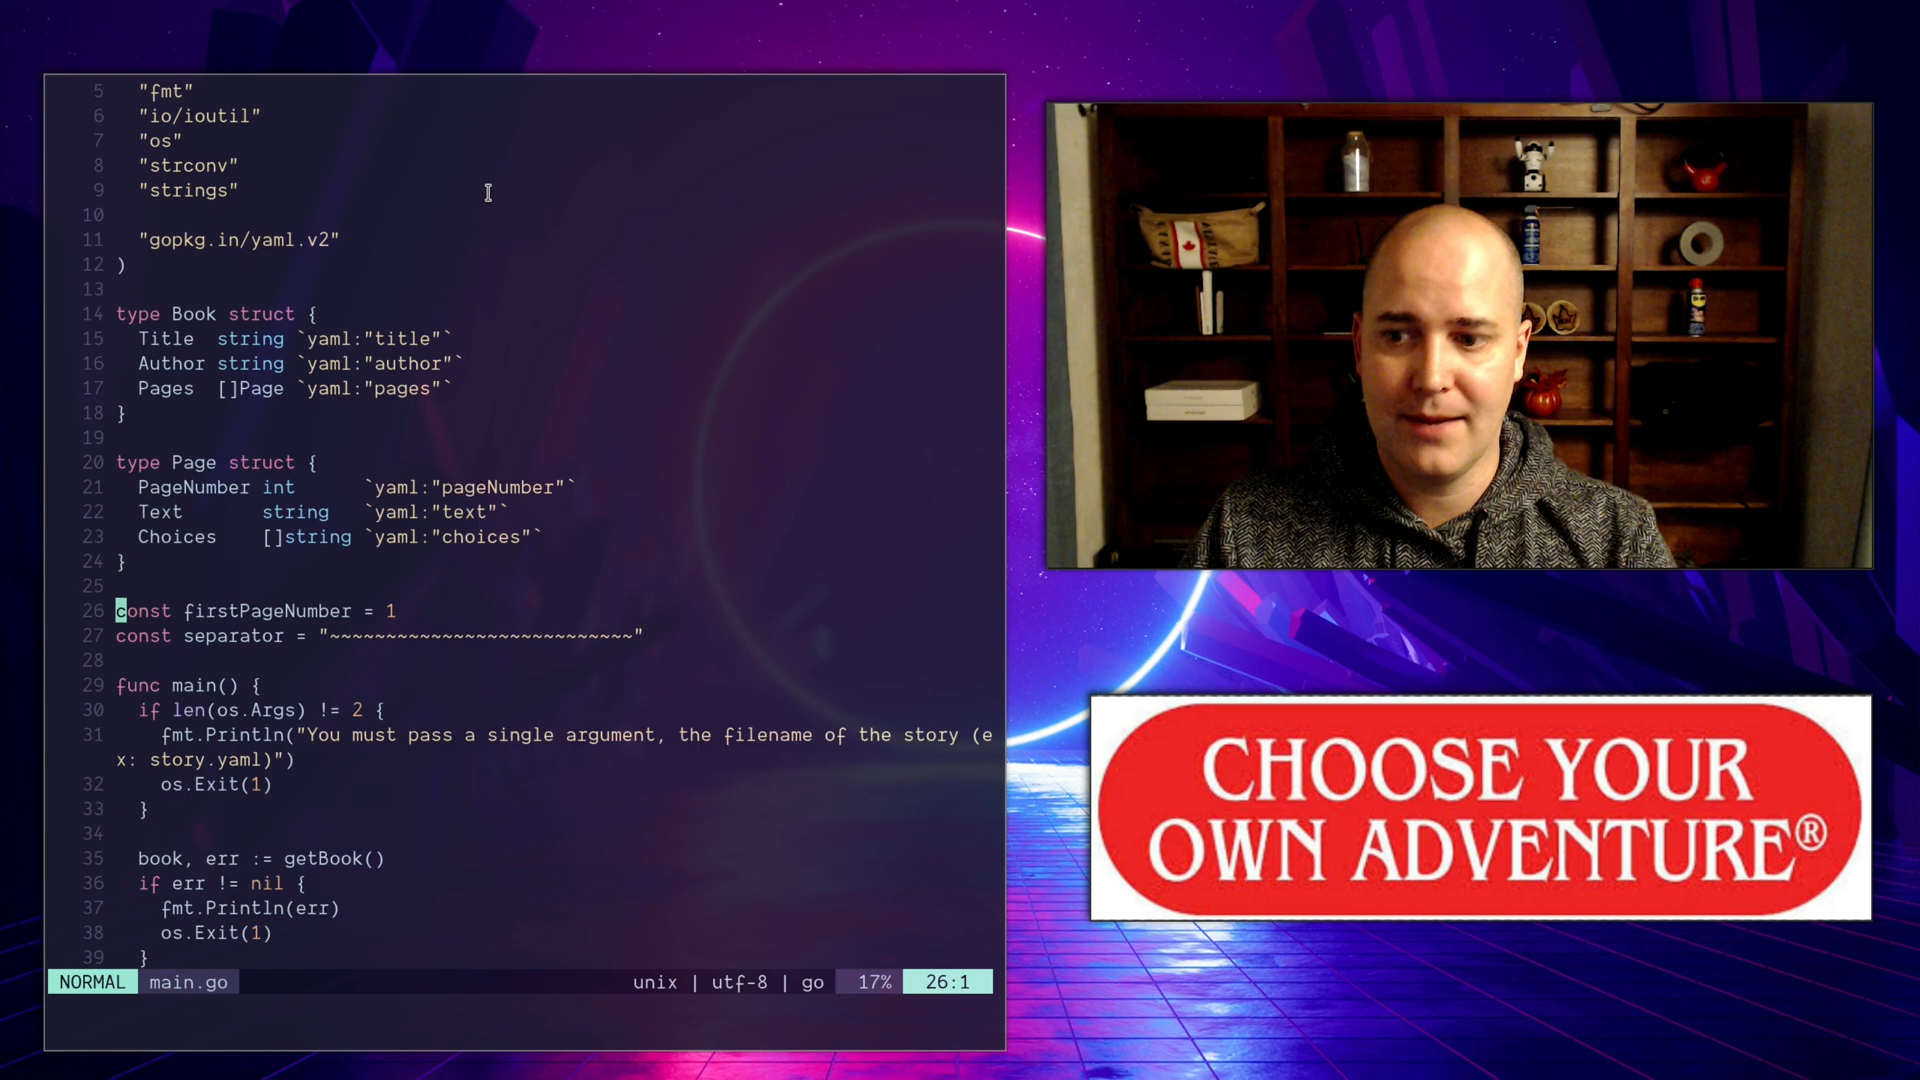 5 "fmt"
6 "io/ioutil"
7 "os"
8 "strconv"
9 "strings"
10
11 "gopkg.in/yaml.v2"
12 )
13
14 type Book struct {
15 Title string `yaml:"title"`
16 Author string `yaml:"author"`
17 Pages []Page `yaml:"pages"`
18 }
19
20 type Page struct {
21 PageNumber int `yaml:"pageNumber"`
22 Text string `yaml:"text"`
23 Choices []string `yaml:"choices"`
24 }
25
26 const firstPageNumber = 1
27 const separator = "~~~~~~~~~~~~~~~~~~~~~~~~~~~"
28
29 func main() {
30 if len(os.Args) != 2 {
31 fmt.Println("You must pass a single argument, the filename of the story (e
x: story.yaml)")
32 os.Exit(1)
33 }
34
35 book, err := getBook()
36 if err != nil {
37 fmt.Println(err)
38 os.Exit(1)
39 }
NORMAL main.go unix | utf-8 | go 17% 26:1
CHOOSE YOUR
OWN ADVENTURE®